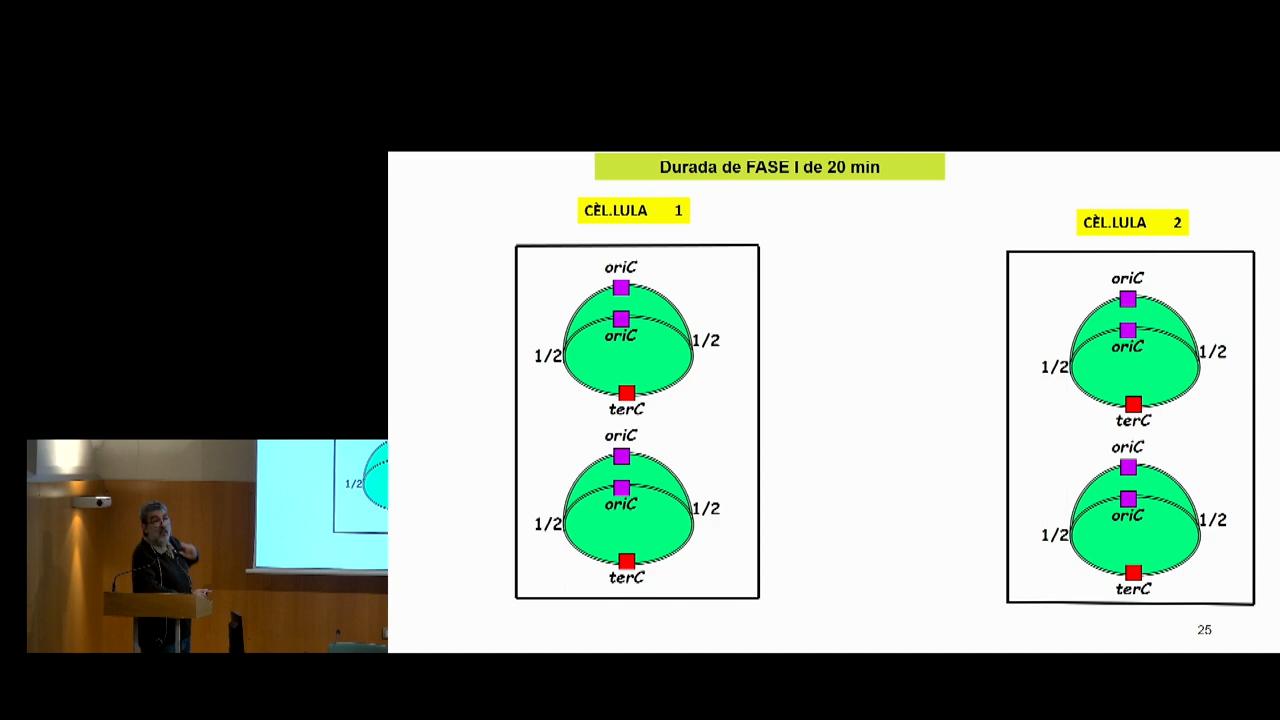 Durada de FASE I de 20 min
CÈL.LULA 1
oriC
oriC
1/2
1/2
terC
oriC
oriC
1/2
1/2
terC
CÈL.LULA 2
oriC
oriC
1/2
1/2
terC
oriC
oriC
1/2
1/2
terC
25
1/2